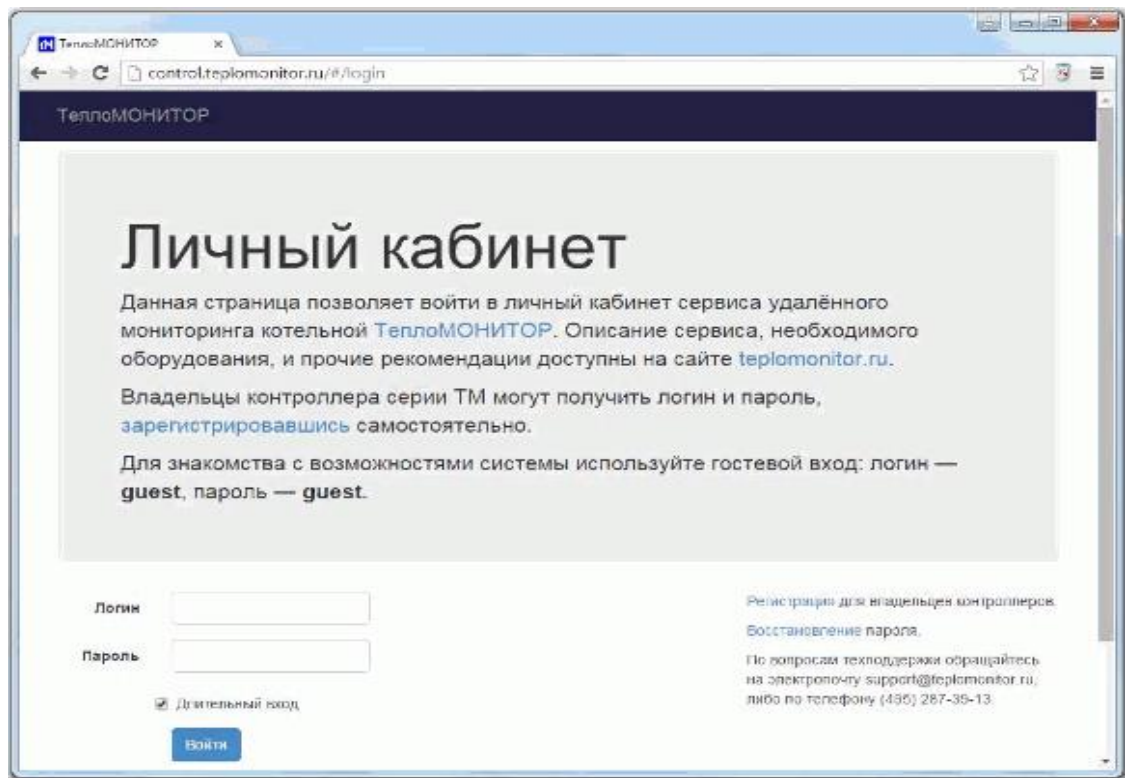 ТеплоМОНИТОР
control.teplomonitor.ru/#/login
ТеплоМОНИТОР
Личный кабинет
Данная страница позволяет войти в личный кабинет сервиса удалённого
мониторинга котельной ТеплоМОНИТОР. Описание сервиса, необходимого
оборудования, и прочие рекомендации доступны на сайте teplomonitor.ru.
Владельцы контроллера серии ТМ могут получить логин и пароль,
зарегистрировавшись самостоятельно.
Для знакомства с возможностями системы используйте гостевой вход: логин —
guest, пароль — guest.
Логин
Пароль
Длительный вход
Войти
Регистрация для владельцев контроллеров.
Восстановление пароля.
По вопросам техподдержки обращайтесь
на электропочту support@teplomonitor.ru,
либо по телефону (495) 287-39-13.